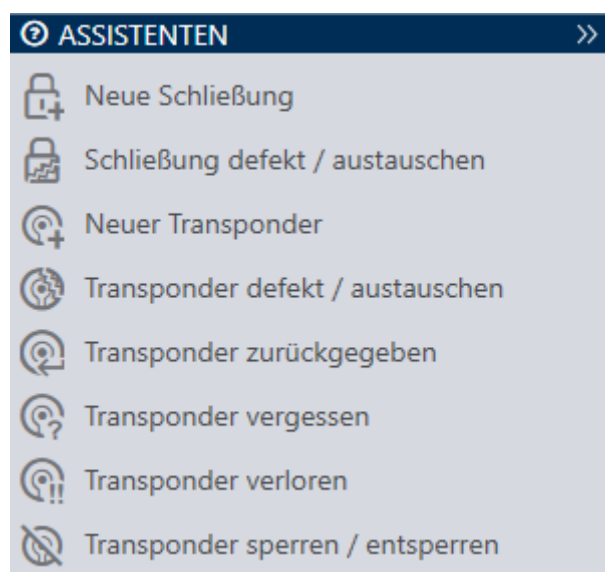 ASSISTENTEN
Neue Schließung
Schließung defekt / austauschen
Neuer Transponder
Transponder defekt / austauschen
Transponder zurückgegeben
Transponder vergessen
Transponder verloren
Transponder sperren / entsperren